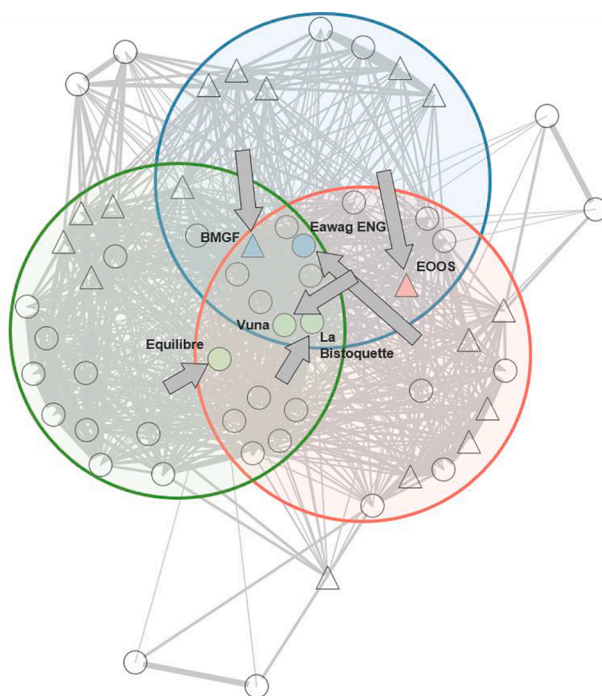 Eawag ENG
BMGF
EOOS
Vuna
La
Bistoquette
Equilibre